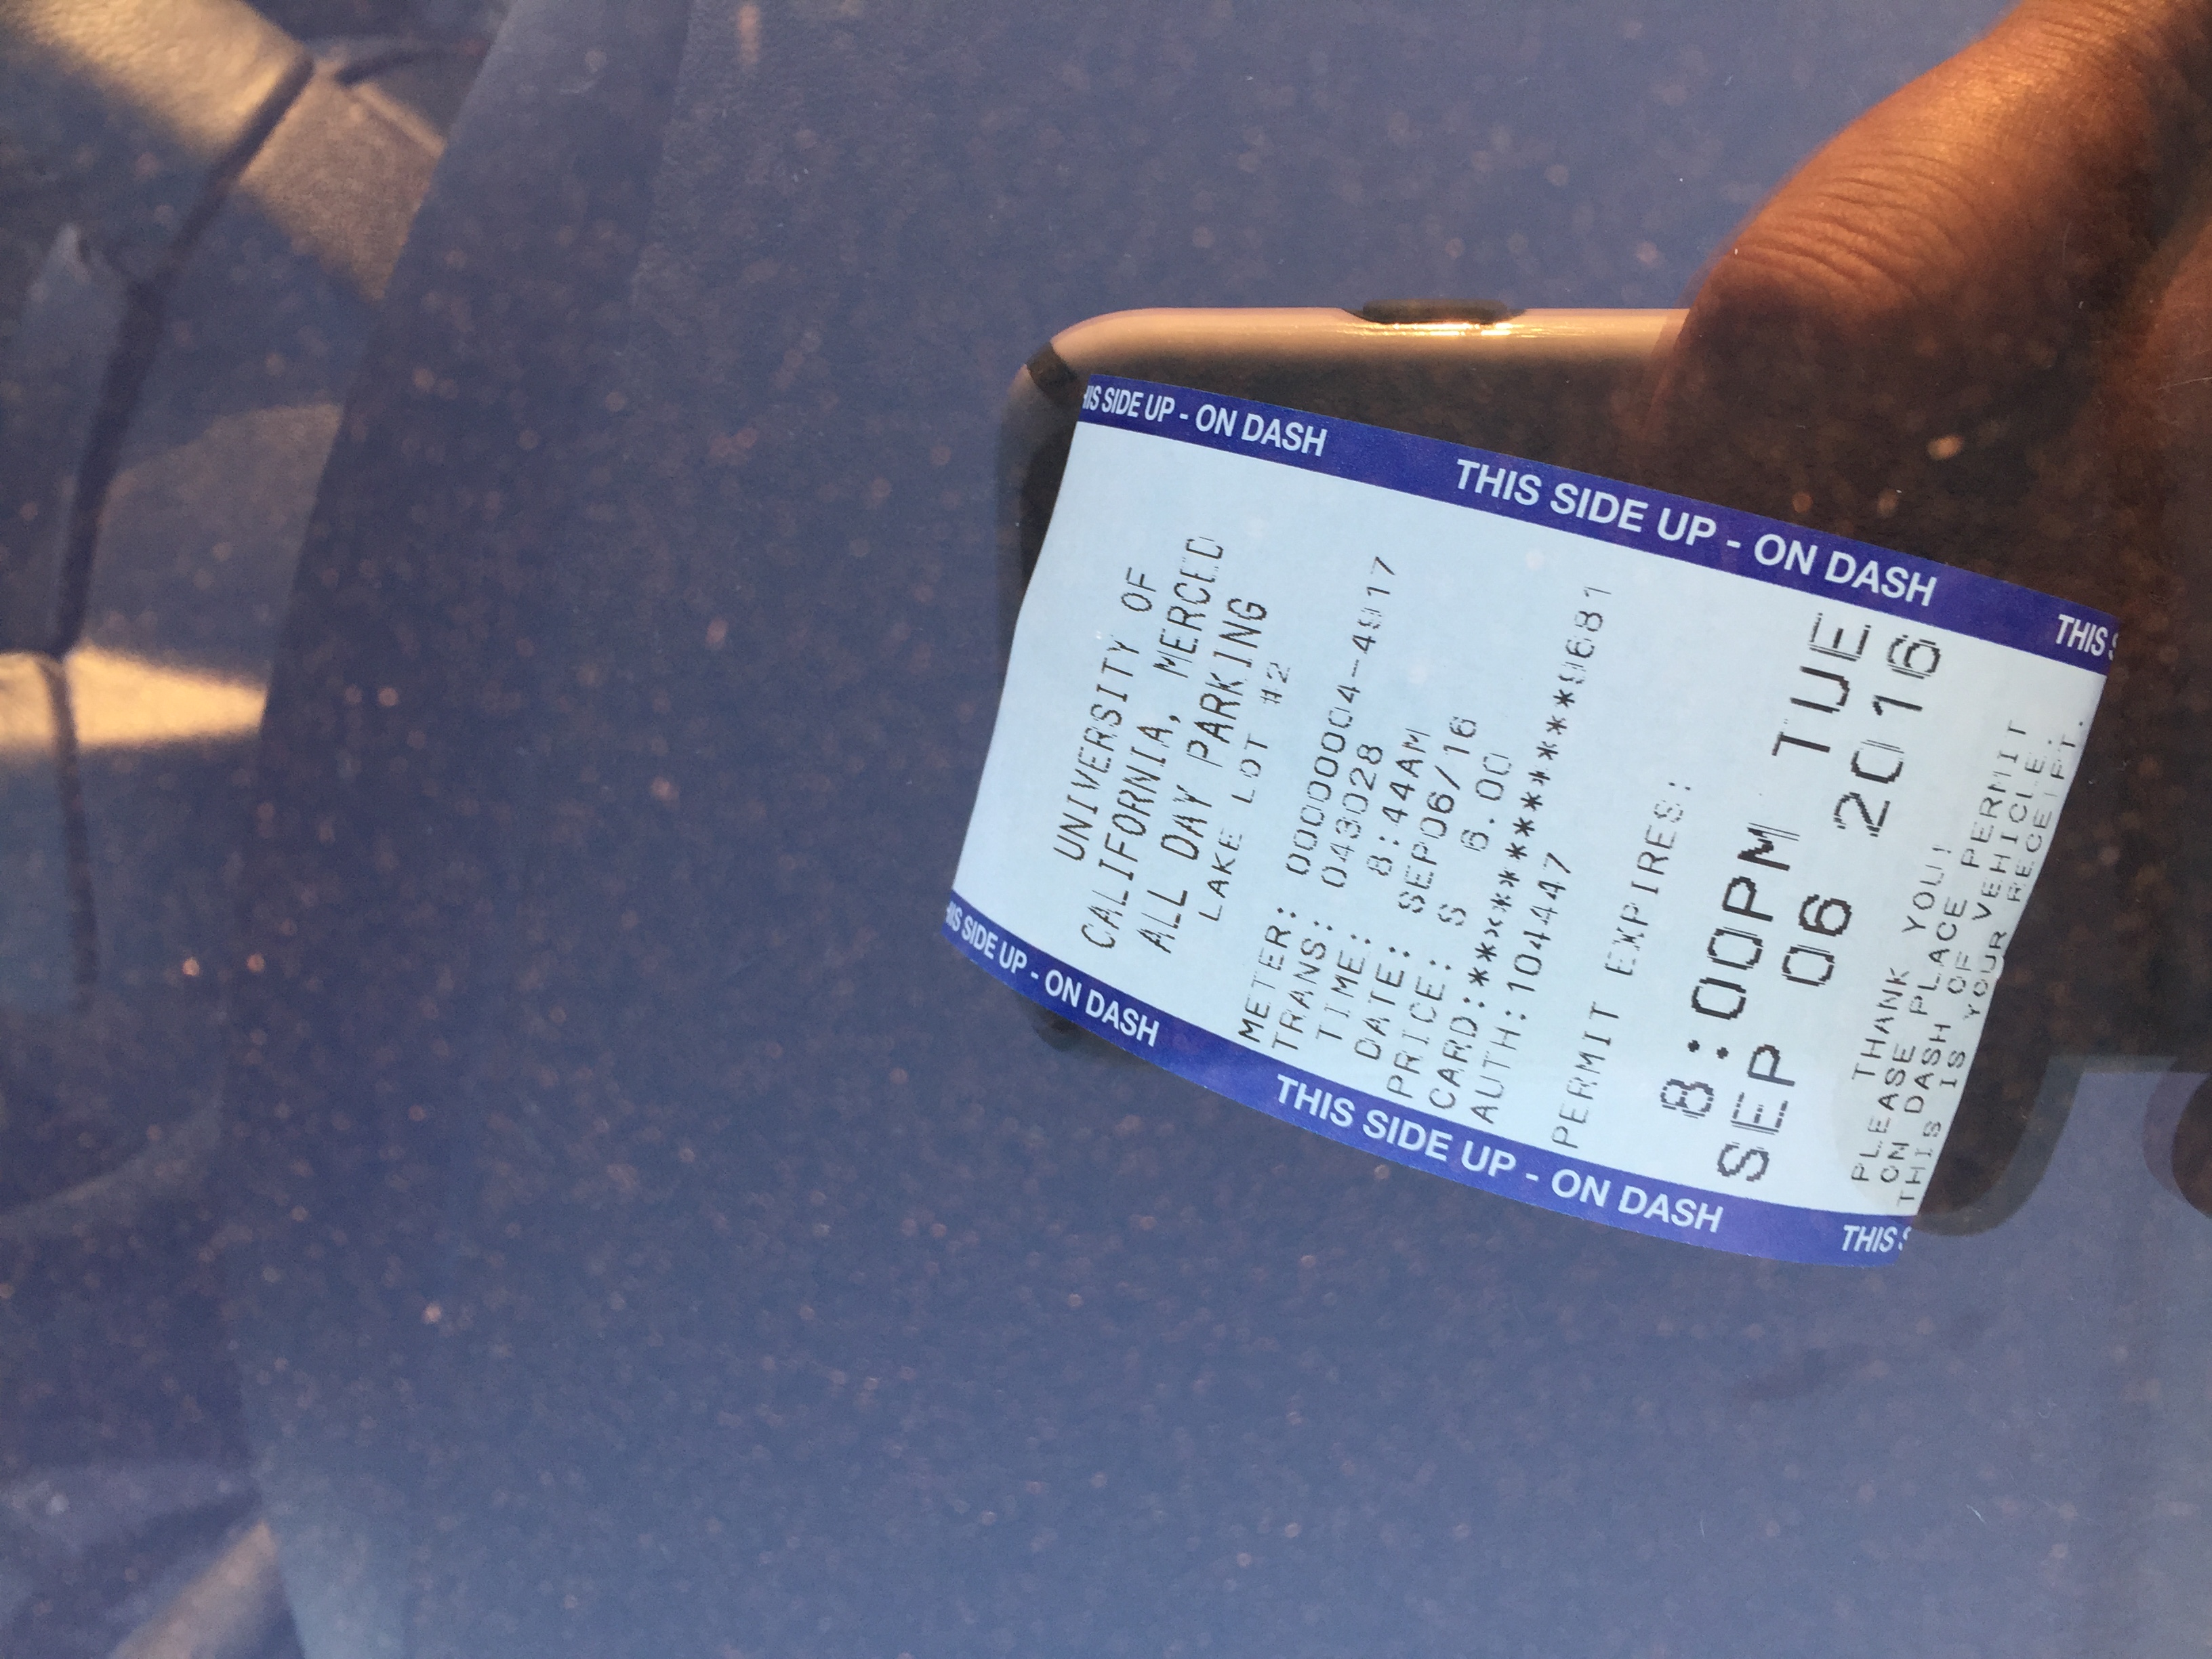 UNIVERSITY OF
CALIFORNIA, MERCED
ALL DAY PARKING
LAKE LOT #2
METER: 00000004-4917
TRANS: 043028
TIME: 8:44AM
DATE: SEP06/16
PRICE: $ 6.00
CARD:************9681
AUTH:104447
PERMIT EXPIRES:
8:00PM TUE
SEP 06 2016
THANK YOU!
PLEASE PLACE PERMIT
ON DASH OF VEHICLE.
THIS IS YOUR RECEIPT.
IS SIDE UP - ON DASH
THIS SIDE UP - ON DASH
THIS
IS SIDE UP - ON DASH
THIS SIDE UP - ON DASH
THIS